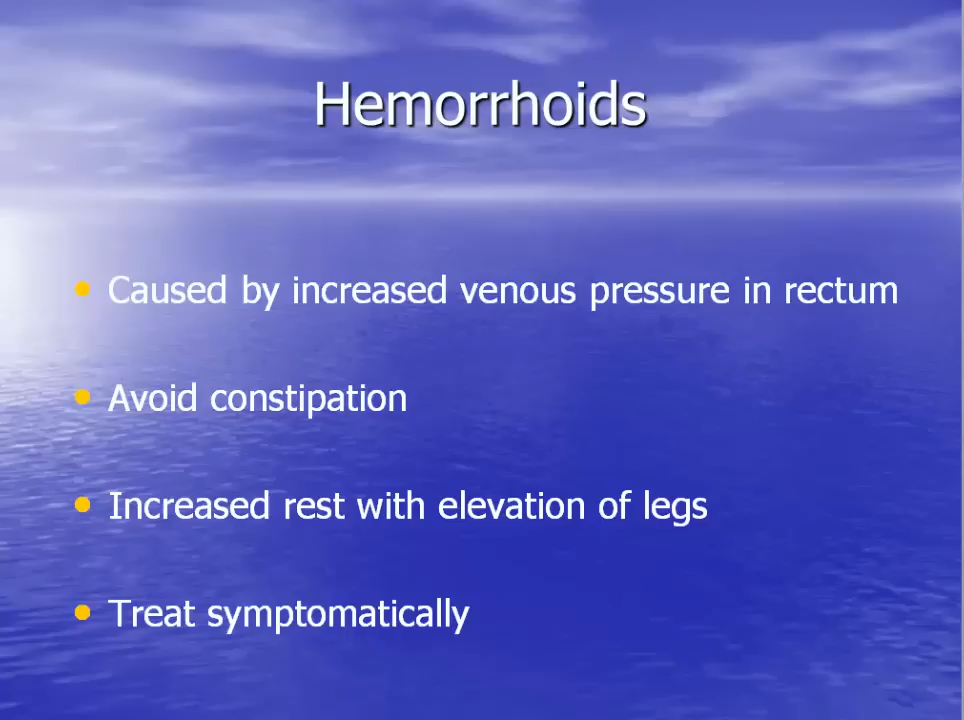 Hemorrhoids
• Caused by increased venous pressure in rectum
• Avoid constipation
• Increased rest with elevation of legs
• Treat symptomatically